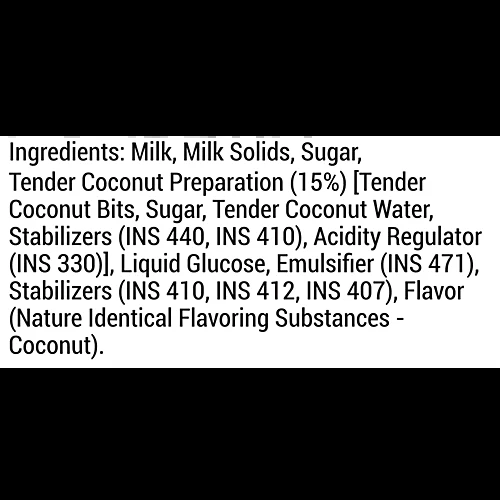 Ingredients: Milk, Milk Solids, Sugar,
Tender Coconut Preparation (15%) [Tender
Coconut Bits, Sugar, Tender Coconut Water,
Stabilizers (INS 440, INS 410), Acidity Regulator
(INS 330)], Liquid Glucose, Emulsifier (INS 471),
Stabilizers (INS 410, INS 412, INS 407), Flavor
(Nature Identical Flavoring Substances -
Coconut).